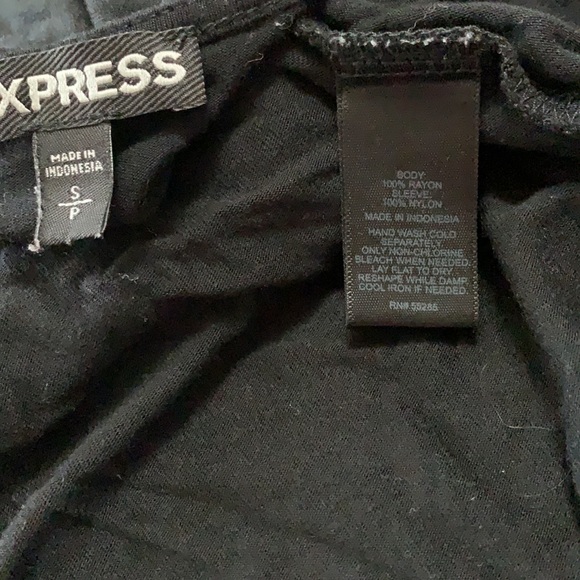 XPRESS
MADE IN
INDONESIA
S
P
BODY:
100% RAYON
SLEEVE:
100% NYLON
MADE IN INDONESIA
HAND WASH COLD
SEPARATELY
ONLY NON-CHLORINE
BLEACH WHEN NEEDED.
LAY FLAT TO DRY.
RESHAPE WHILE DAMP.
COOL IRON IF NEEDED.
RN# 55285